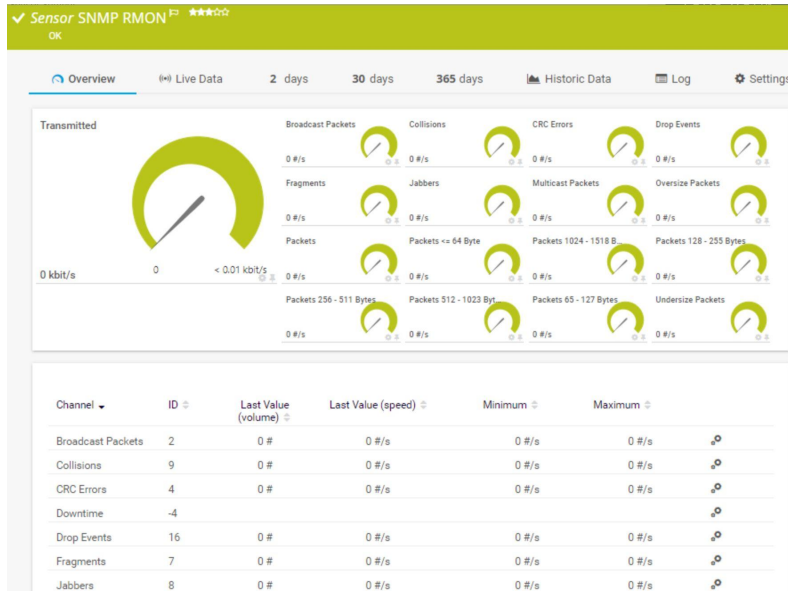 Sensor SNMP RMON
OK
Overview
Live Data
2 days
30 days
365 days
Historic Data
Log
Settings
Transmitted
0 kbit/s
0
< 0.01 kbit/s
Broadcast Packets
0 #/s
Collisions
0 #/s
CRC Errors
0 #/s
Drop Events
0 #/s
Fragments
0 #/s
Jabbers
0 #/s
Multicast Packets
0 #/s
Oversize Packets
0 #/s
Packets
0 #/s
Packets <= 64 Byte
0 #/s
Packets 1024 - 1518 B...
0 #/s
Packets 128 - 255 Bytes
0 #/s
Packets 256 - 511 Bytes
0 #/s
Packets 512 - 1023 Byt...
0 #/s
Packets 65 - 127 Bytes
0 #/s
Undersize Packets
0 #/s
Channel ID Last Value (volume) Last Value (speed) Minimum Maximum
Broadcast Packets 2 0 # 0 #/s 0 #/s 0 #/s
Collisions 9 0 # 0 #/s 0 #/s 0 #/s
CRC Errors 4 0 # 0 #/s 0 #/s 0 #/s
Downtime -4
Drop Events 16 0 # 0 #/s 0 #/s 0 #/s
Fragments 7 0 # 0 #/s 0 #/s 0 #/s
Jabbers 8 0 # 0 #/s 0 #/s 0 #/s